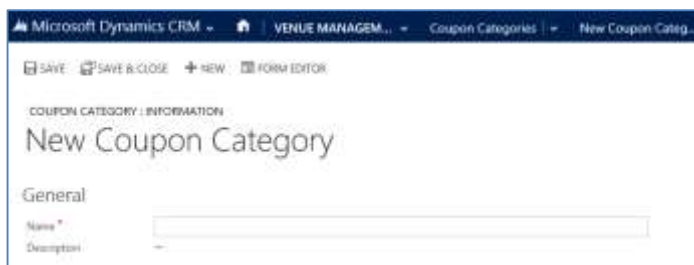 Microsoft Dynamics CRM VENUE MANAGEM... Coupon Categories New Coupon Categ...
SAVE SAVE & CLOSE + NEW FORM EDITOR
COUPON CATEGORY : INFORMATION
New Coupon Category
General
Name *
Description --